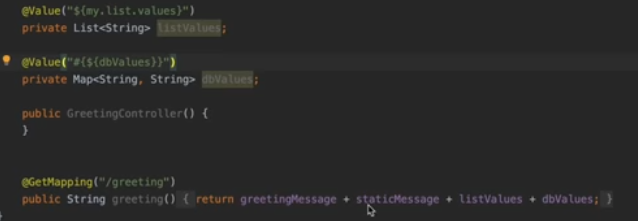 @Value("${my.list.values}")
private List<String> listValues;
@Value("#{${dbValues}}")
private Map<String, String> dbValues;
public GreetingController() {
}
@GetMapping("/greeting")
public String greeting() { return greetingMessage + staticMessage + listValues + dbValues; }